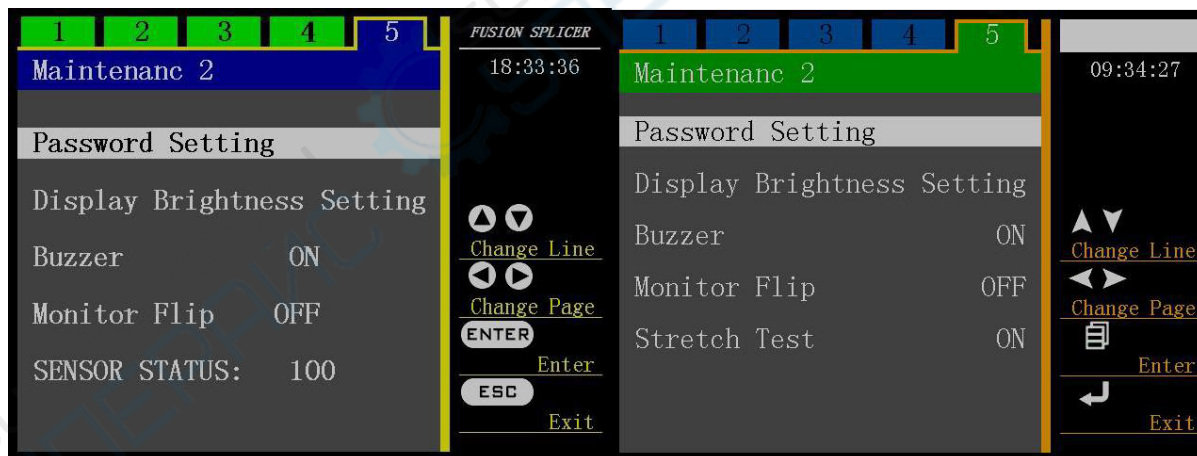 1 2 3 4 5
Maintenanc 2
Password Setting
Display Brightness Setting
Buzzer ON
Monitor Flip OFF
SENSOR STATUS: 100
FUSION SPLICER
18:33:36
Change Line
Change Page
ENTER
Enter
ESC
Exit
1 2 3 4 5
Maintenanc 2
Password Setting
Display Brightness Setting
Buzzer ON
Monitor Flip OFF
Stretch Test ON
09:34:27
Change Line
Change Page
Enter
Exit